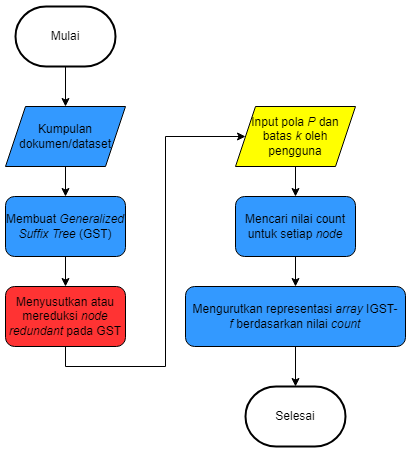 Mulai
Kumpulan
dokumen/dataset
Membuat Generalized
Suffix Tree (GST)
Menyusutkan atau
mereduksi node
redundant pada GST
Input pola P dan
batas k oleh
pengguna
Mencari nilai count
untuk setiap node
Mengurutkan representasi array IGST-
f berdasarkan nilai count
Selesai